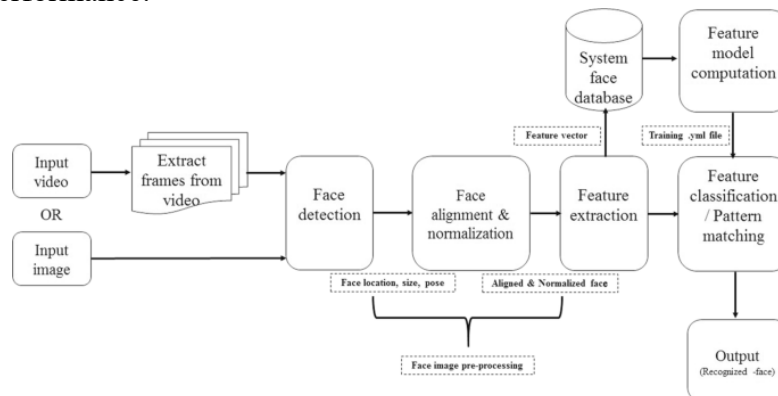 System
face
database
Feature
model
computation
Feature vector
Training .yml file
Input
video
Extract
frames from
video
OR
Input
image
Face
detection
Face
alignment &
normalization
Feature
extraction
Feature
classification
/ Pattern
matching
Face location, size, pose
Aligned & Normalized face
Face image pre-processing
Output
(Recognized -face)